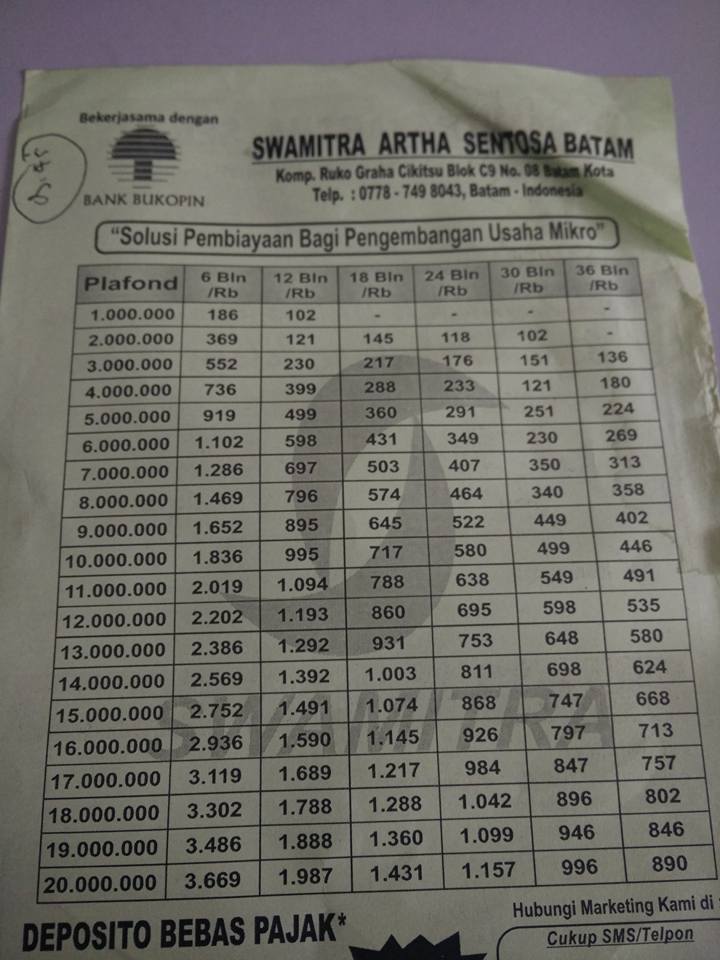 Bekerjasama dengan
BANK BUKOPIN
SWAMITRA ARTHA SENTOSA BATAM
Komp. Ruko Graha Cikitsu Blok C9 No. 08 Batam Kota
Telp. : 0778 - 749 8043, Batam - Indonesia
"Solusi Pembiayaan Bagi Pengembangan Usaha Mikro"
Plafond 6 Bln /Rb 12 Bln /Rb 18 Bln /Rb 24 Bln /Rb 30 Bln /Rb 36 Bln /Rb
1.000.000 186 102 - - - -
2.000.000 369 121 145 118 102 -
3.000.000 552 230 217 176 151 136
4.000.000 736 399 288 233 121 180
5.000.000 919 499 360 291 251 224
6.000.000 1.102 598 431 349 230 269
7.000.000 1.286 697 503 407 350 313
8.000.000 1.469 796 574 464 340 358
9.000.000 1.652 895 645 522 449 402
10.000.000 1.836 995 717 580 499 446
11.000.000 2.019 1.094 788 638 549 491
12.000.000 2.202 1.193 860 695 598 535
13.000.000 2.386 1.292 931 753 648 580
14.000.000 2.569 1.392 1.003 811 698 624
15.000.000 2.752 1.491 1.074 868 747 668
16.000.000 2.936 1.590 1.145 926 797 713
17.000.000 3.119 1.689 1.217 984 847 757
18.000.000 3.302 1.788 1.288 1.042 896 802
19.000.000 3.486 1.888 1.360 1.099 946 846
20.000.000 3.669 1.987 1.431 1.157 996 890
SWAMITRA
DEPOSITO BEBAS PAJAK*
Hubungi Marketing Kami di
Cukup SMS/Telpon